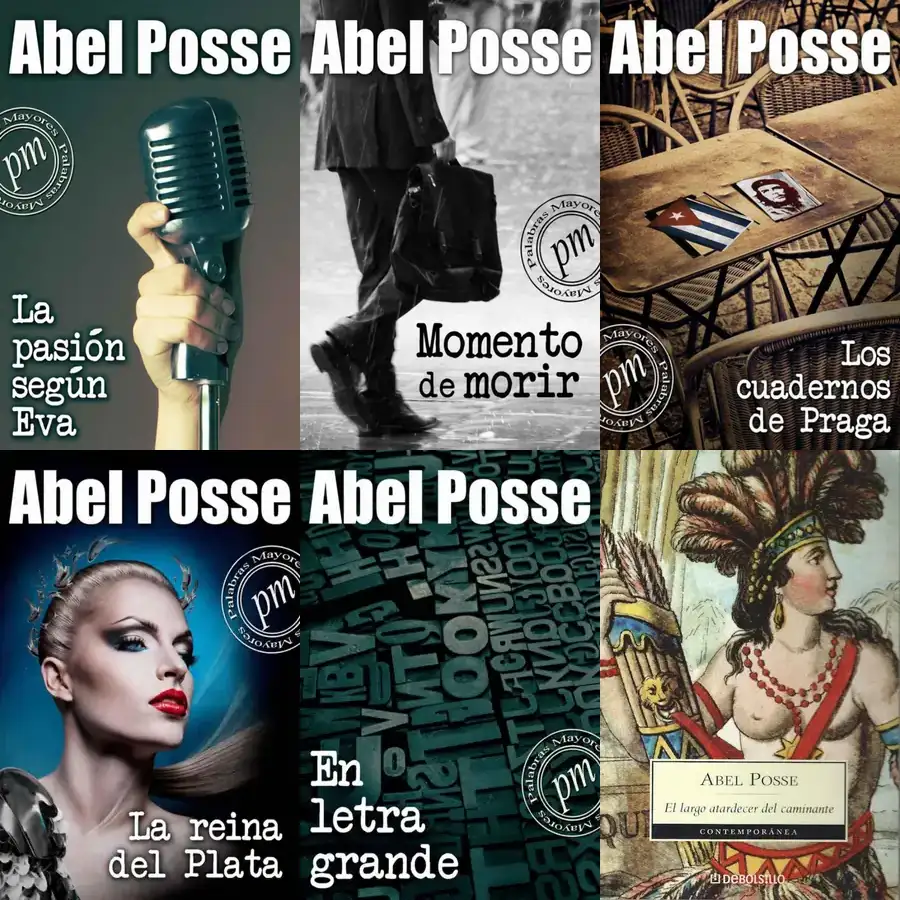 Abel Posse
Palabras Mayores
pm
La
pasión
según
Eva
Abel Posse
Palabras Mayores
pm
Momento
de morir
Abel Posse
Palabras Mayores
pm
Los
cuadernos
de Praga
Abel Posse
Palabras Mayores
pm
La reina
del Plata
Abel Posse
Palabras Mayores
pm
En
letra
grande
ABEL POSSE
El largo atardecer del caminante
CONTEMPORÁNEA
DEBOLS!LLO